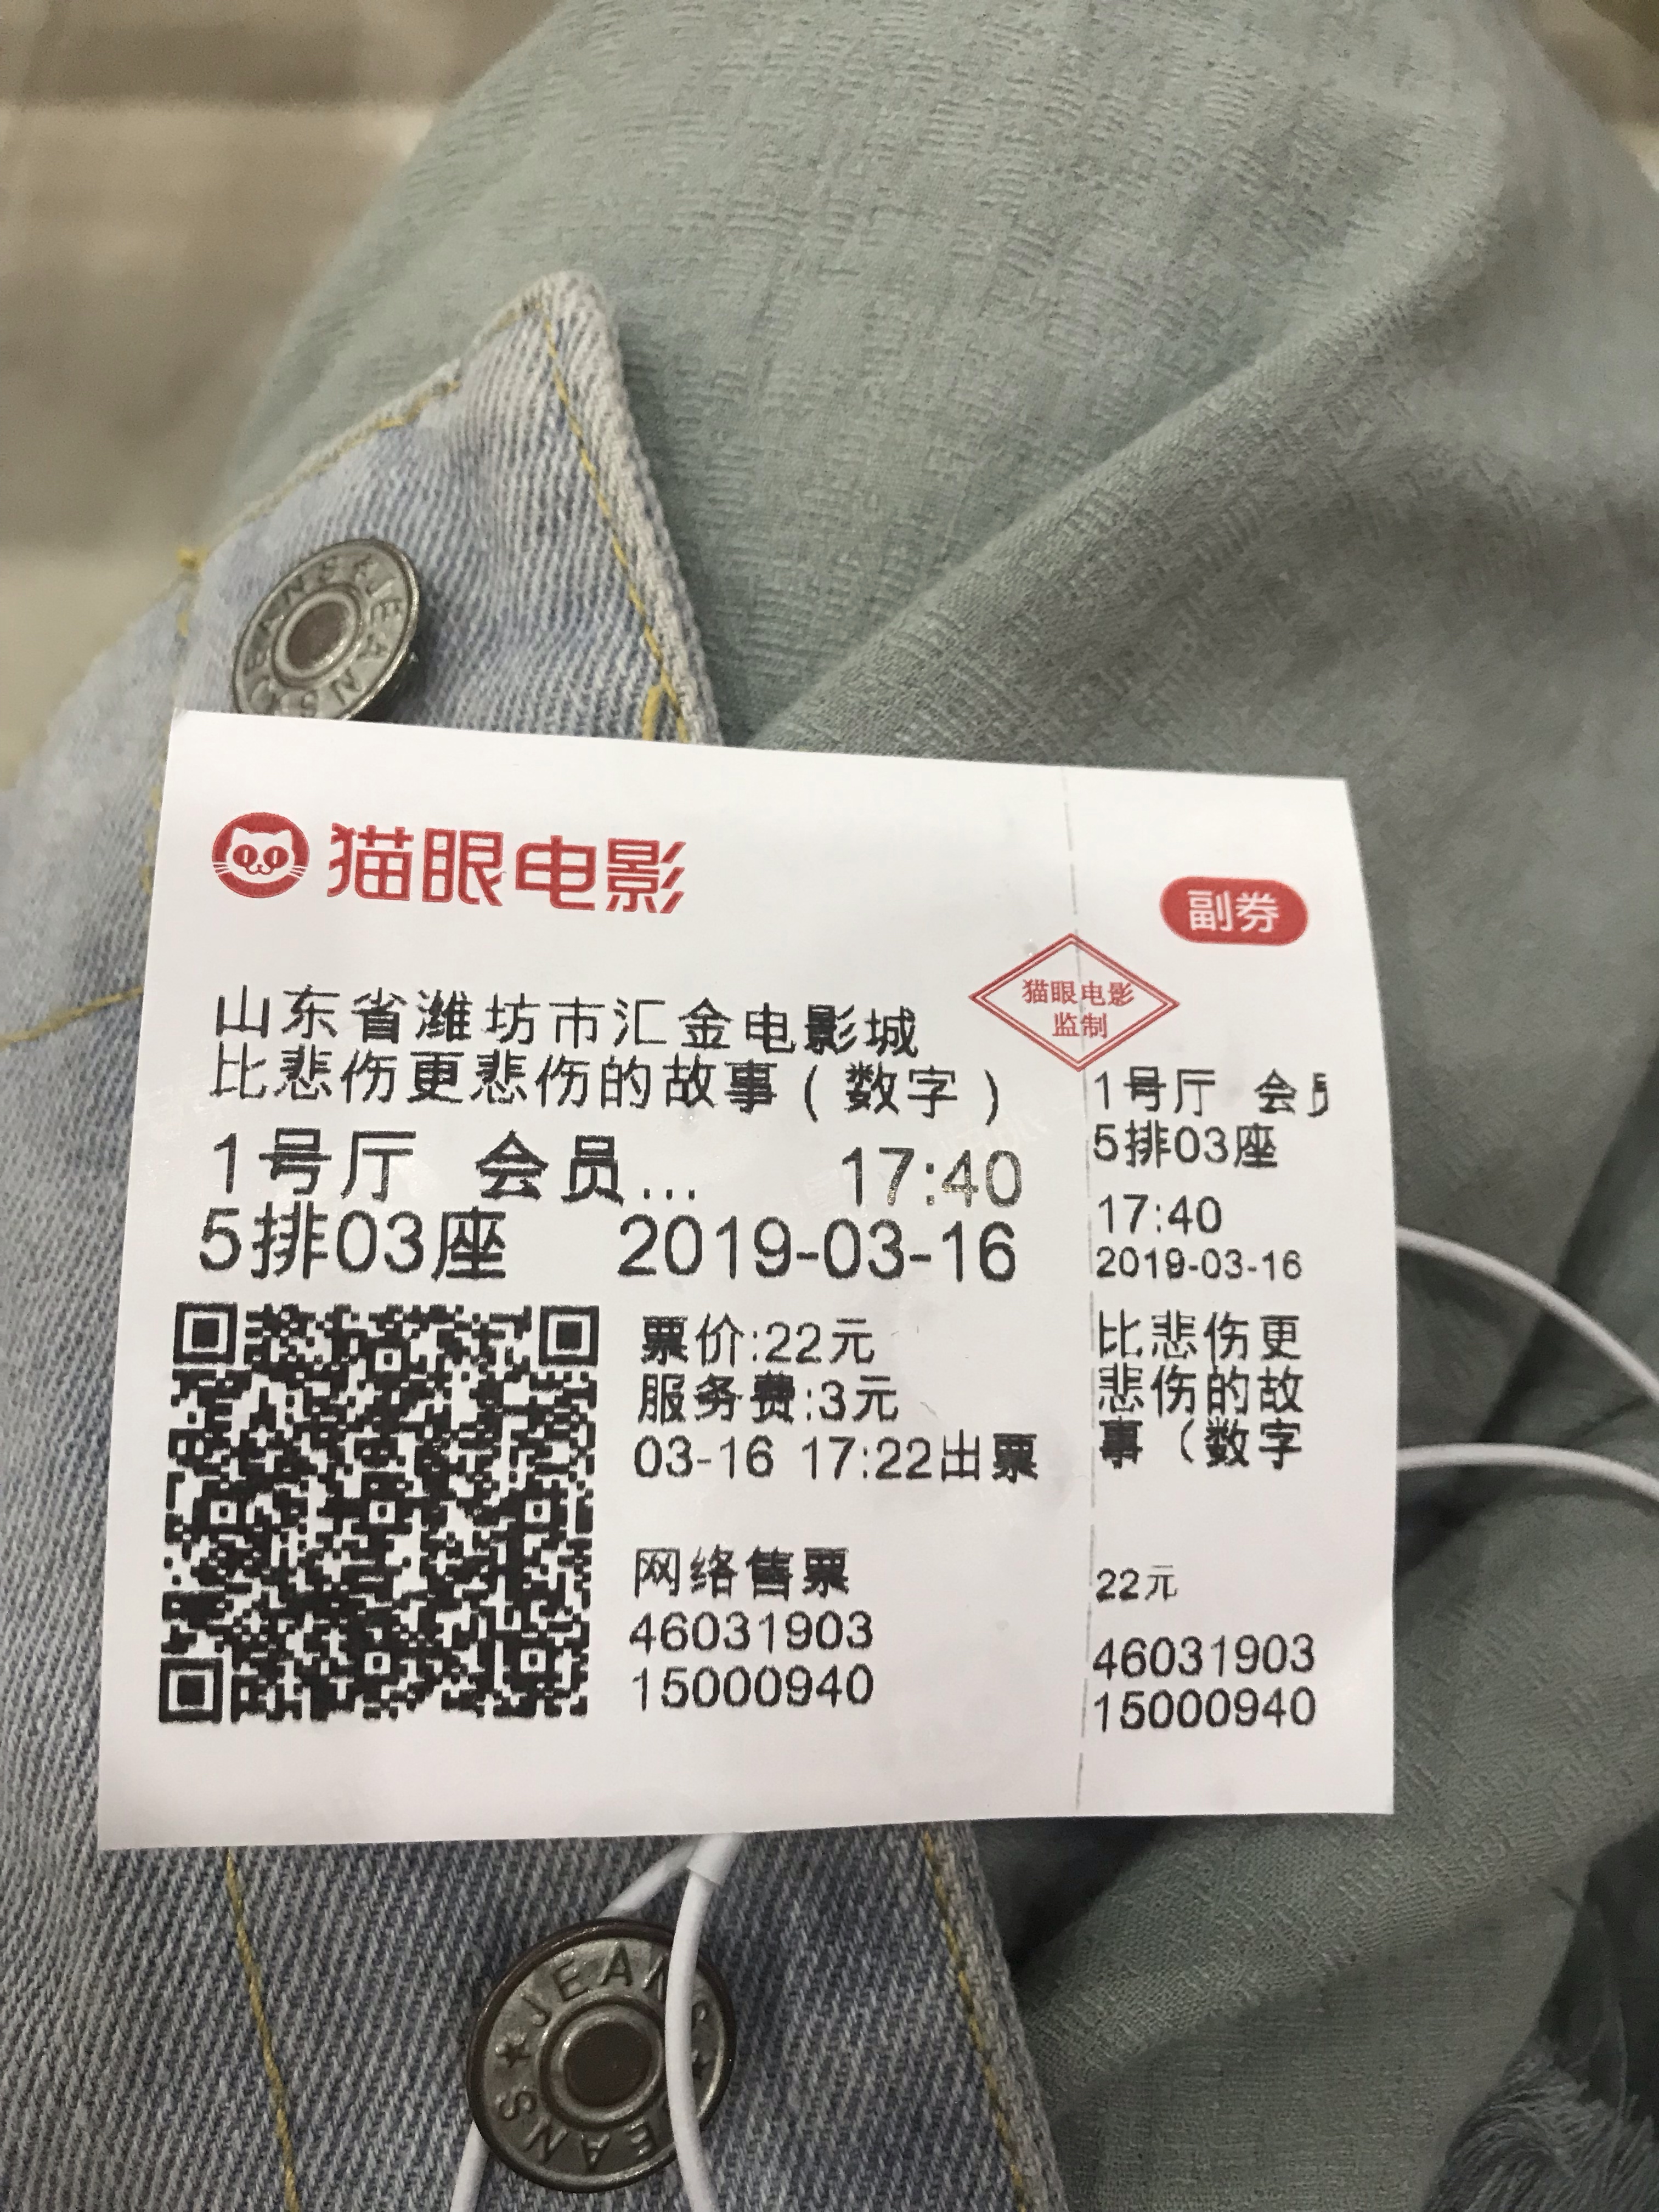 猫眼电影
副券
猫眼电影
监制
山东省潍坊市汇金电影城
比悲伤更悲伤的故事(数字)
1号厅 会员... 17:40
5排03座 2019-03-16
票价:22元
服务费:3元
03-16 17:22出票
网络售票
46031903
15000940
1号厅 会员
5排03座
17:40
2019-03-16
比悲伤更
悲伤的故
事(数字
22元
46031903
15000940
JEANS★JEANS
★JEANS★JEANS